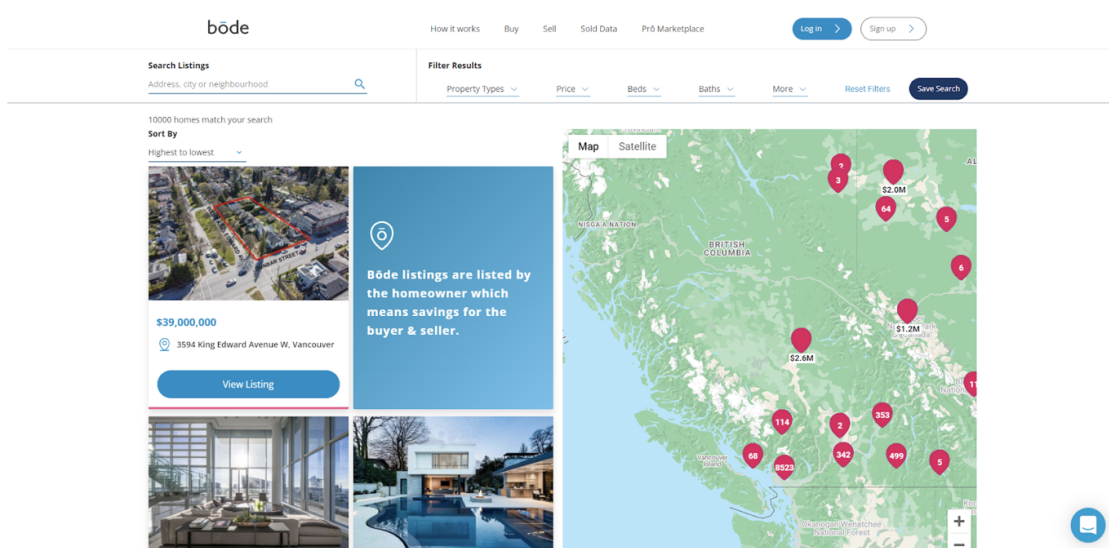 bōde
How it works Buy Sell Sold Data Prō Marketplace
Log in
Sign up
Search Listings
Address, city or neighbourhood
Filter Results
Property Types Price Beds Baths More Reset Filters Save Search
10000 homes match your search
Sort By
Highest to lowest
DUNBAR STREET
$39,000,000
3594 King Edward Avenue W, Vancouver
View Listing
ō
Bōde listings are listed by
the homeowner which
means savings for the
buyer & seller.
Map Satellite
AL
3
$2.0M
64
5
NISGA'A NATION
BRITISH
COLUMBIA
6
$1.2M
$2.6M
11
114
2
353
68
8523
342
499
5
Vancouver
Island
Okanogan-Wenatchee
National Forest
+
−